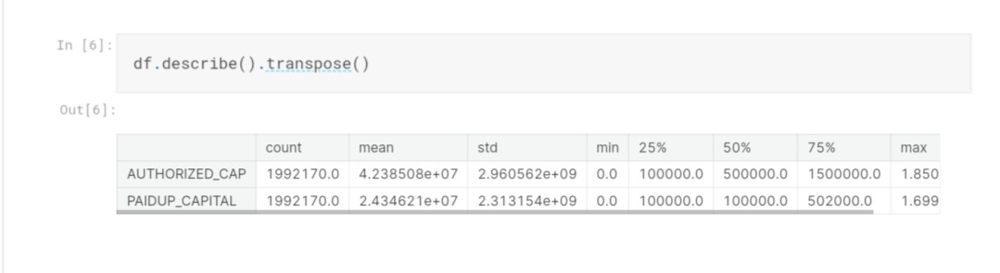 In [6]:
df.describe().transpose()
Out[6]:
count mean std min 25% 50% 75% max
AUTHORIZED_CAP 1992170.0 4.238508e+07 2.960562e+09 0.0 100000.0 500000.0 1500000.0 1.850
PAIDUP_CAPITAL 1992170.0 2.434621e+07 2.313154e+09 0.0 100000.0 100000.0 502000.0 1.699